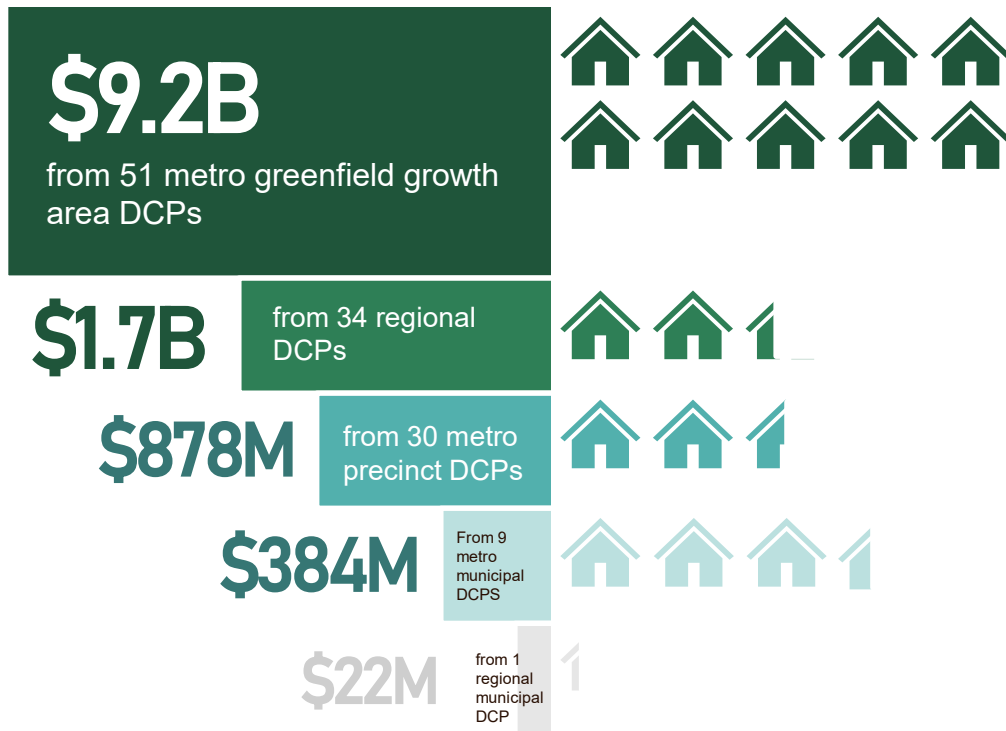 $9.2B
from 51 metro greenfield growth
area DCPs
$1.7B
from 34 regional
DCPs
$878M
from 30 metro
precinct DCPs
$384M
From 9
metro
municipal
DCPS
$22M
from 1
regional
municipal
DCP